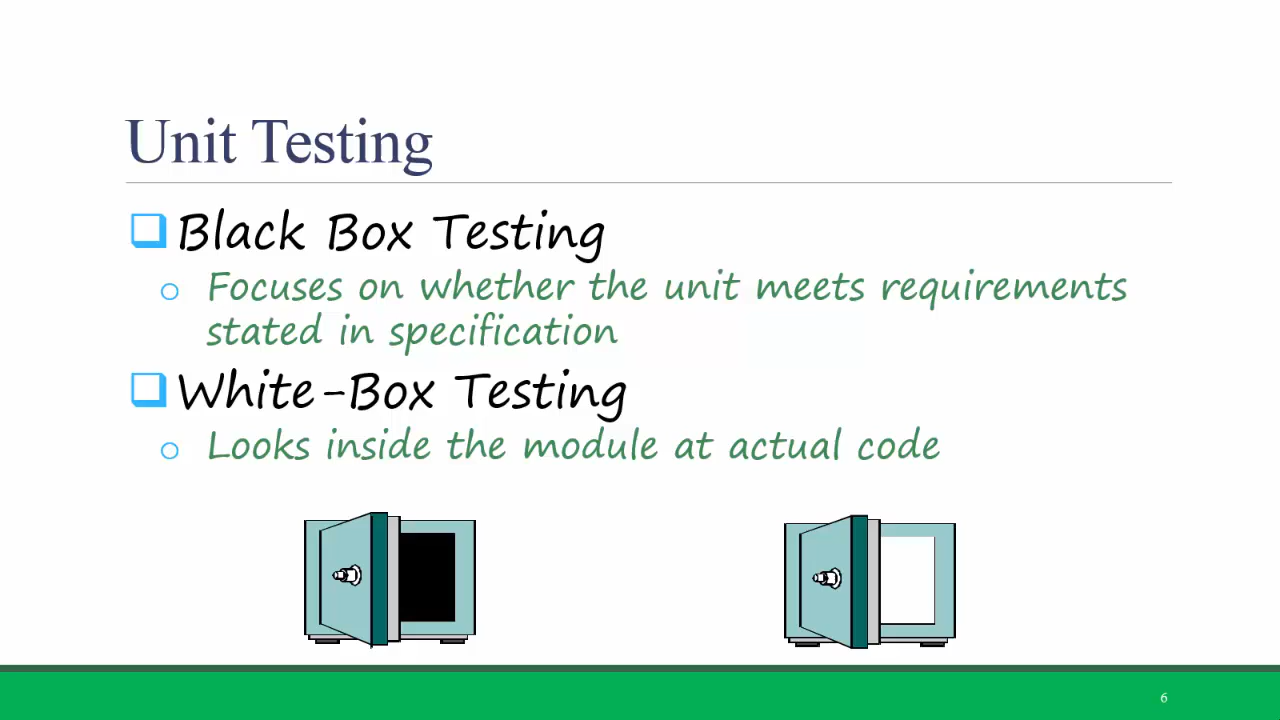 Unit Testing
Black Box Testing
Focuses on whether the unit meets requirements
stated in specification
White-Box Testing
Looks inside the module at actual code
6